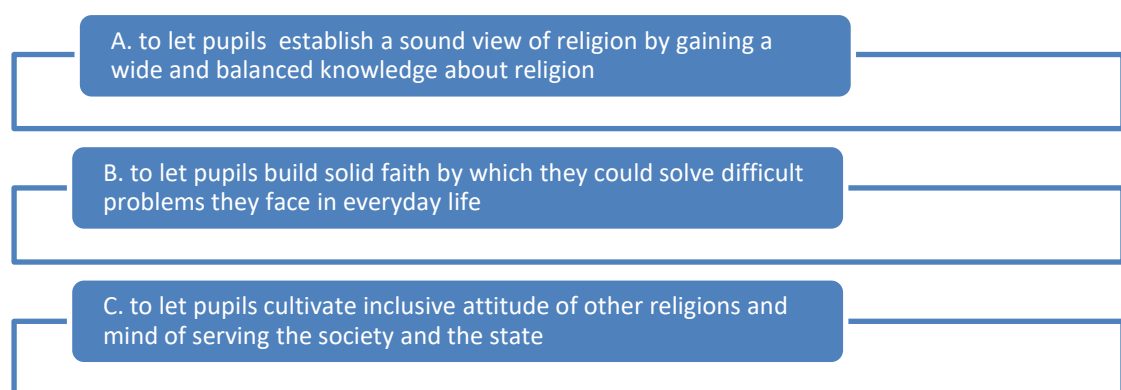 A. to let pupils establish a sound view of religion by gaining a
wide and balanced knowledge about religion
B. to let pupils build solid faith by which they could solve difficult
problems they face in everyday life
C. to let pupils cultivate inclusive attitude of other religions and
mind of serving the society and the state